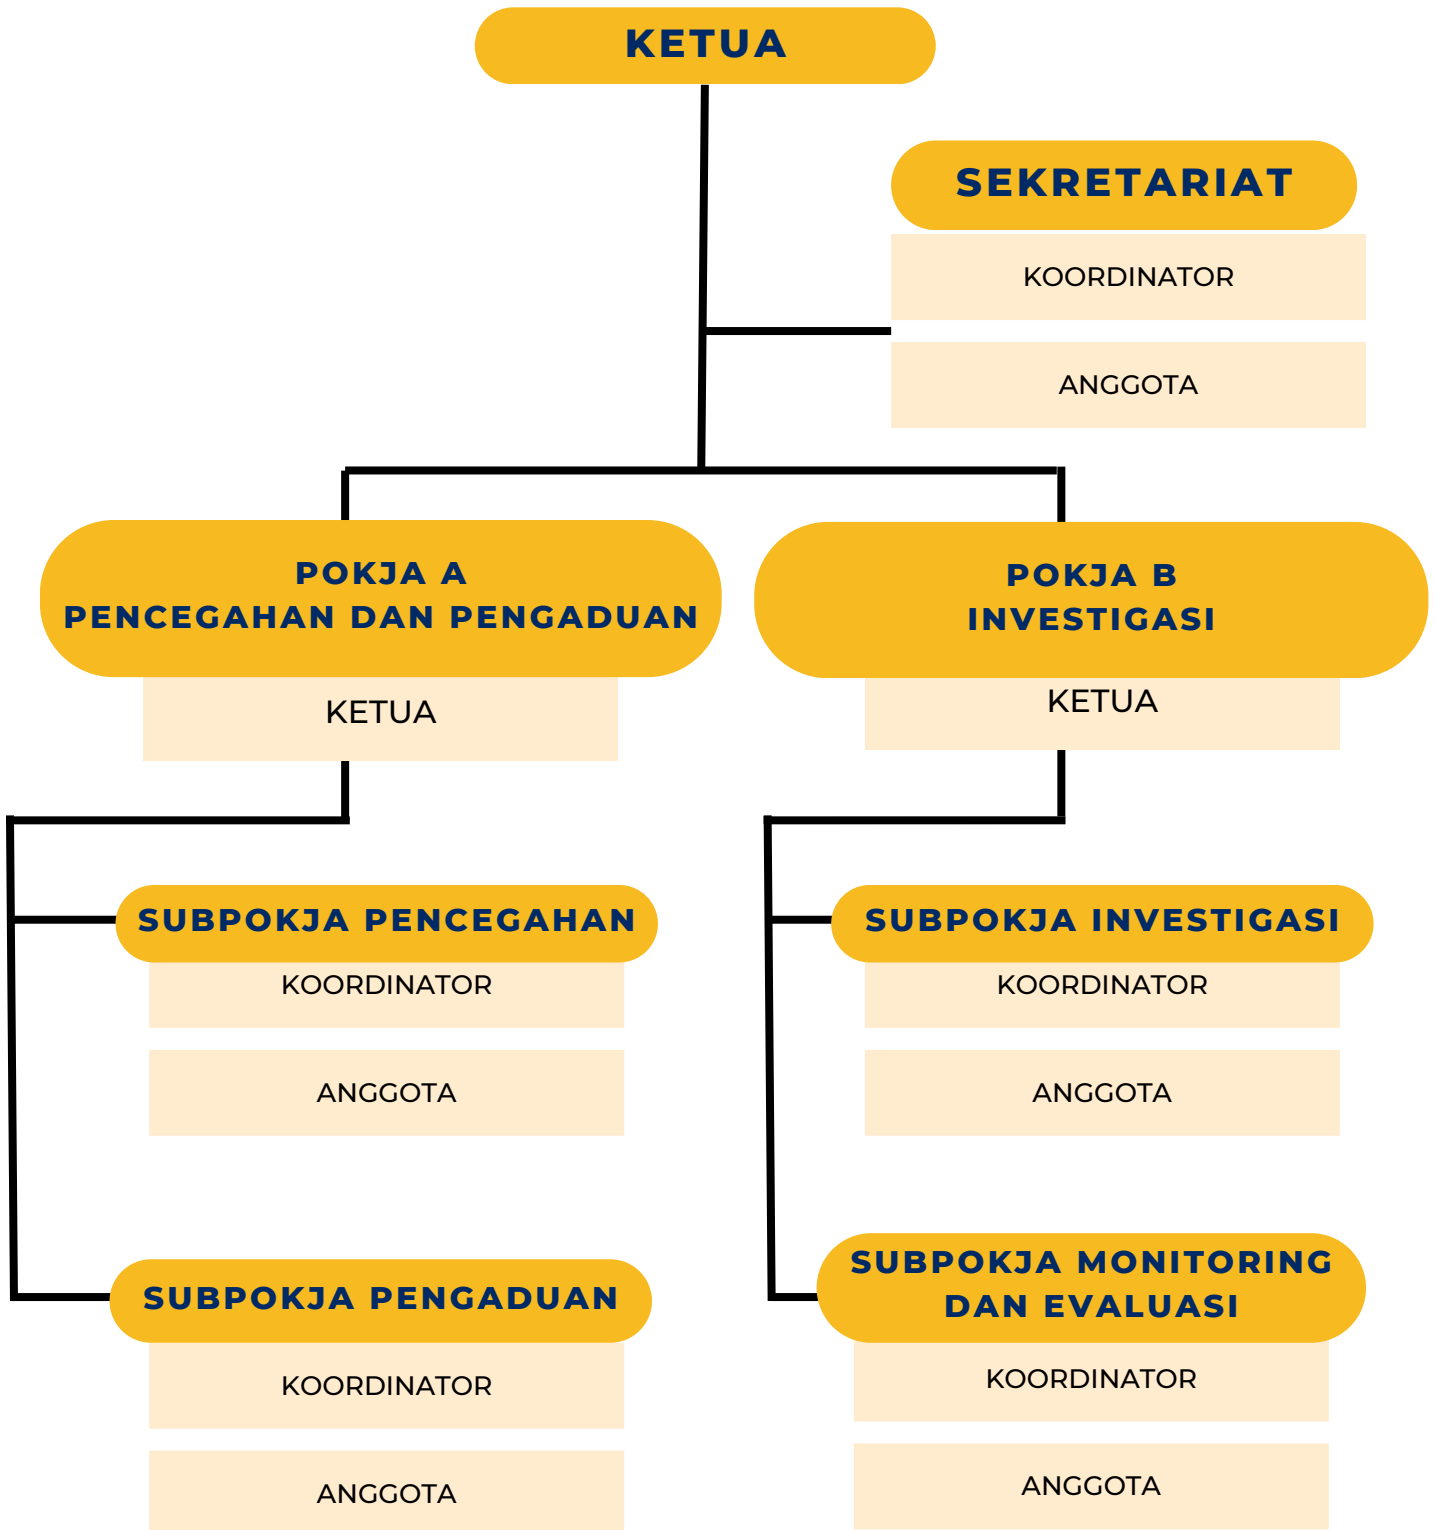 KETUA
SEKRETARIAT
KOORDINATOR
ANGGOTA
POKJA A
PENCEGAHAN DAN PENGADUAN
KETUA
POKJA B
INVESTIGASI
KETUA
SUBPOKJA PENCEGAHAN
KOORDINATOR
ANGGOTA
SUBPOKJA PENGADUAN
KOORDINATOR
ANGGOTA
SUBPOKJA INVESTIGASI
KOORDINATOR
ANGGOTA
SUBPOKJA MONITORING
DAN EVALUASI
KOORDINATOR
ANGGOTA